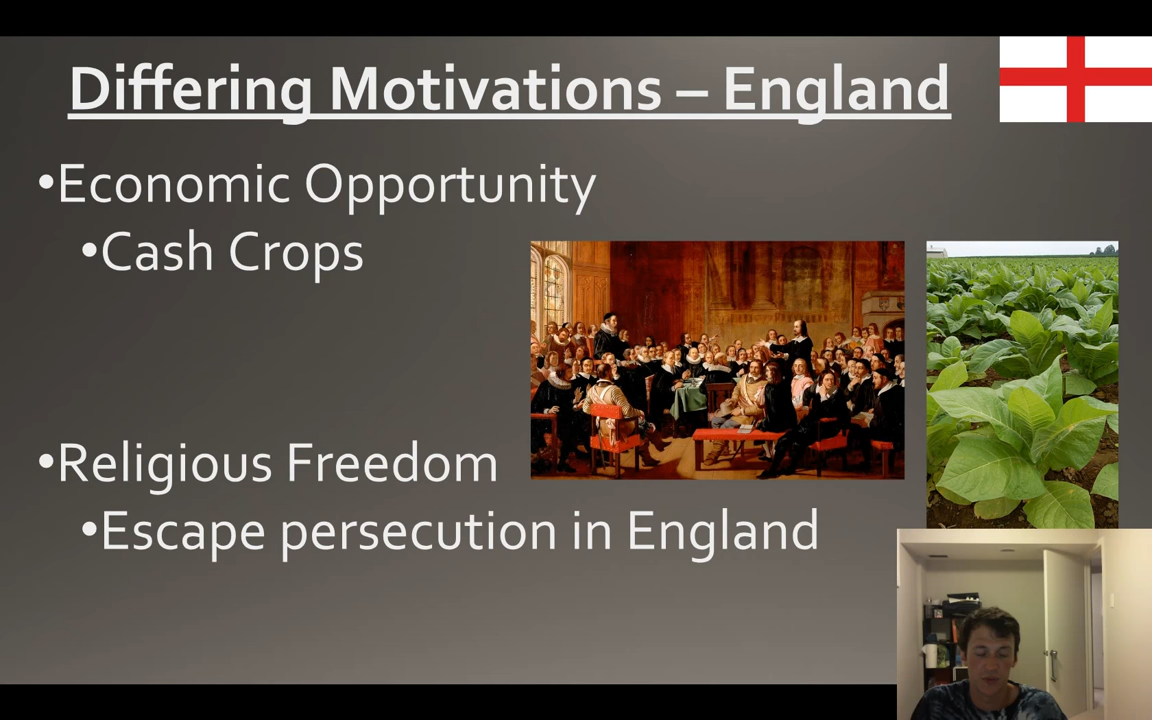 Differing Motivations – England
•Economic Opportunity
•Cash Crops
•Religious Freedom
•Escape persecution in England